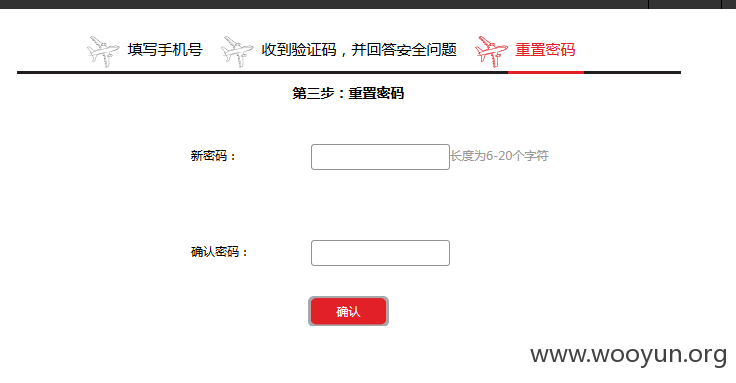 填写手机号 收到验证码，并回答安全问题 重置密码
第三步：重置密码
新密码： 长度为6-20个字符
确认密码：
确认
www.wooyun.org